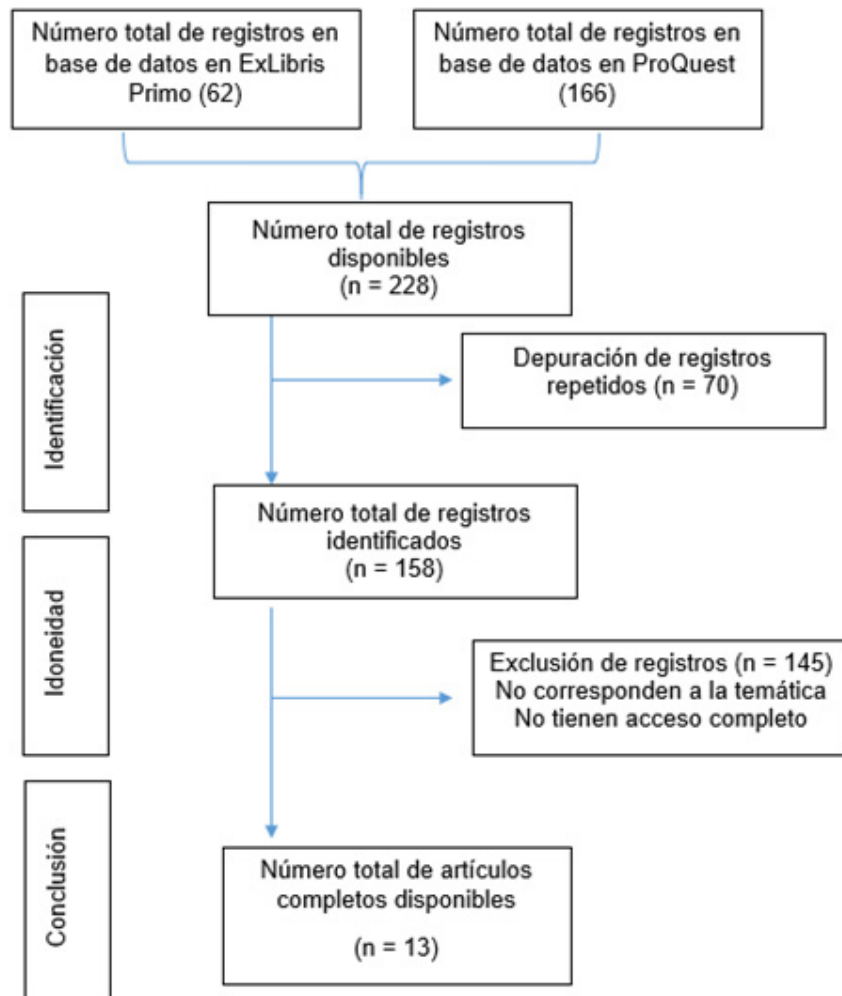 Número total de registros en
base de datos en ExLibris
Primo (62)
Número total de registros en
base de datos en ProQuest
(166)
Número total de registros
disponibles
(n = 228)
Identificación
Depuración de registros
repetidos (n = 70)
Número total de registros
identificados
(n = 158)
Idoneidad
Exclusión de registros (n = 145)
No corresponden a la temática
No tienen acceso completo
Conclusión
Número total de artículos
completos disponibles
(n = 13)